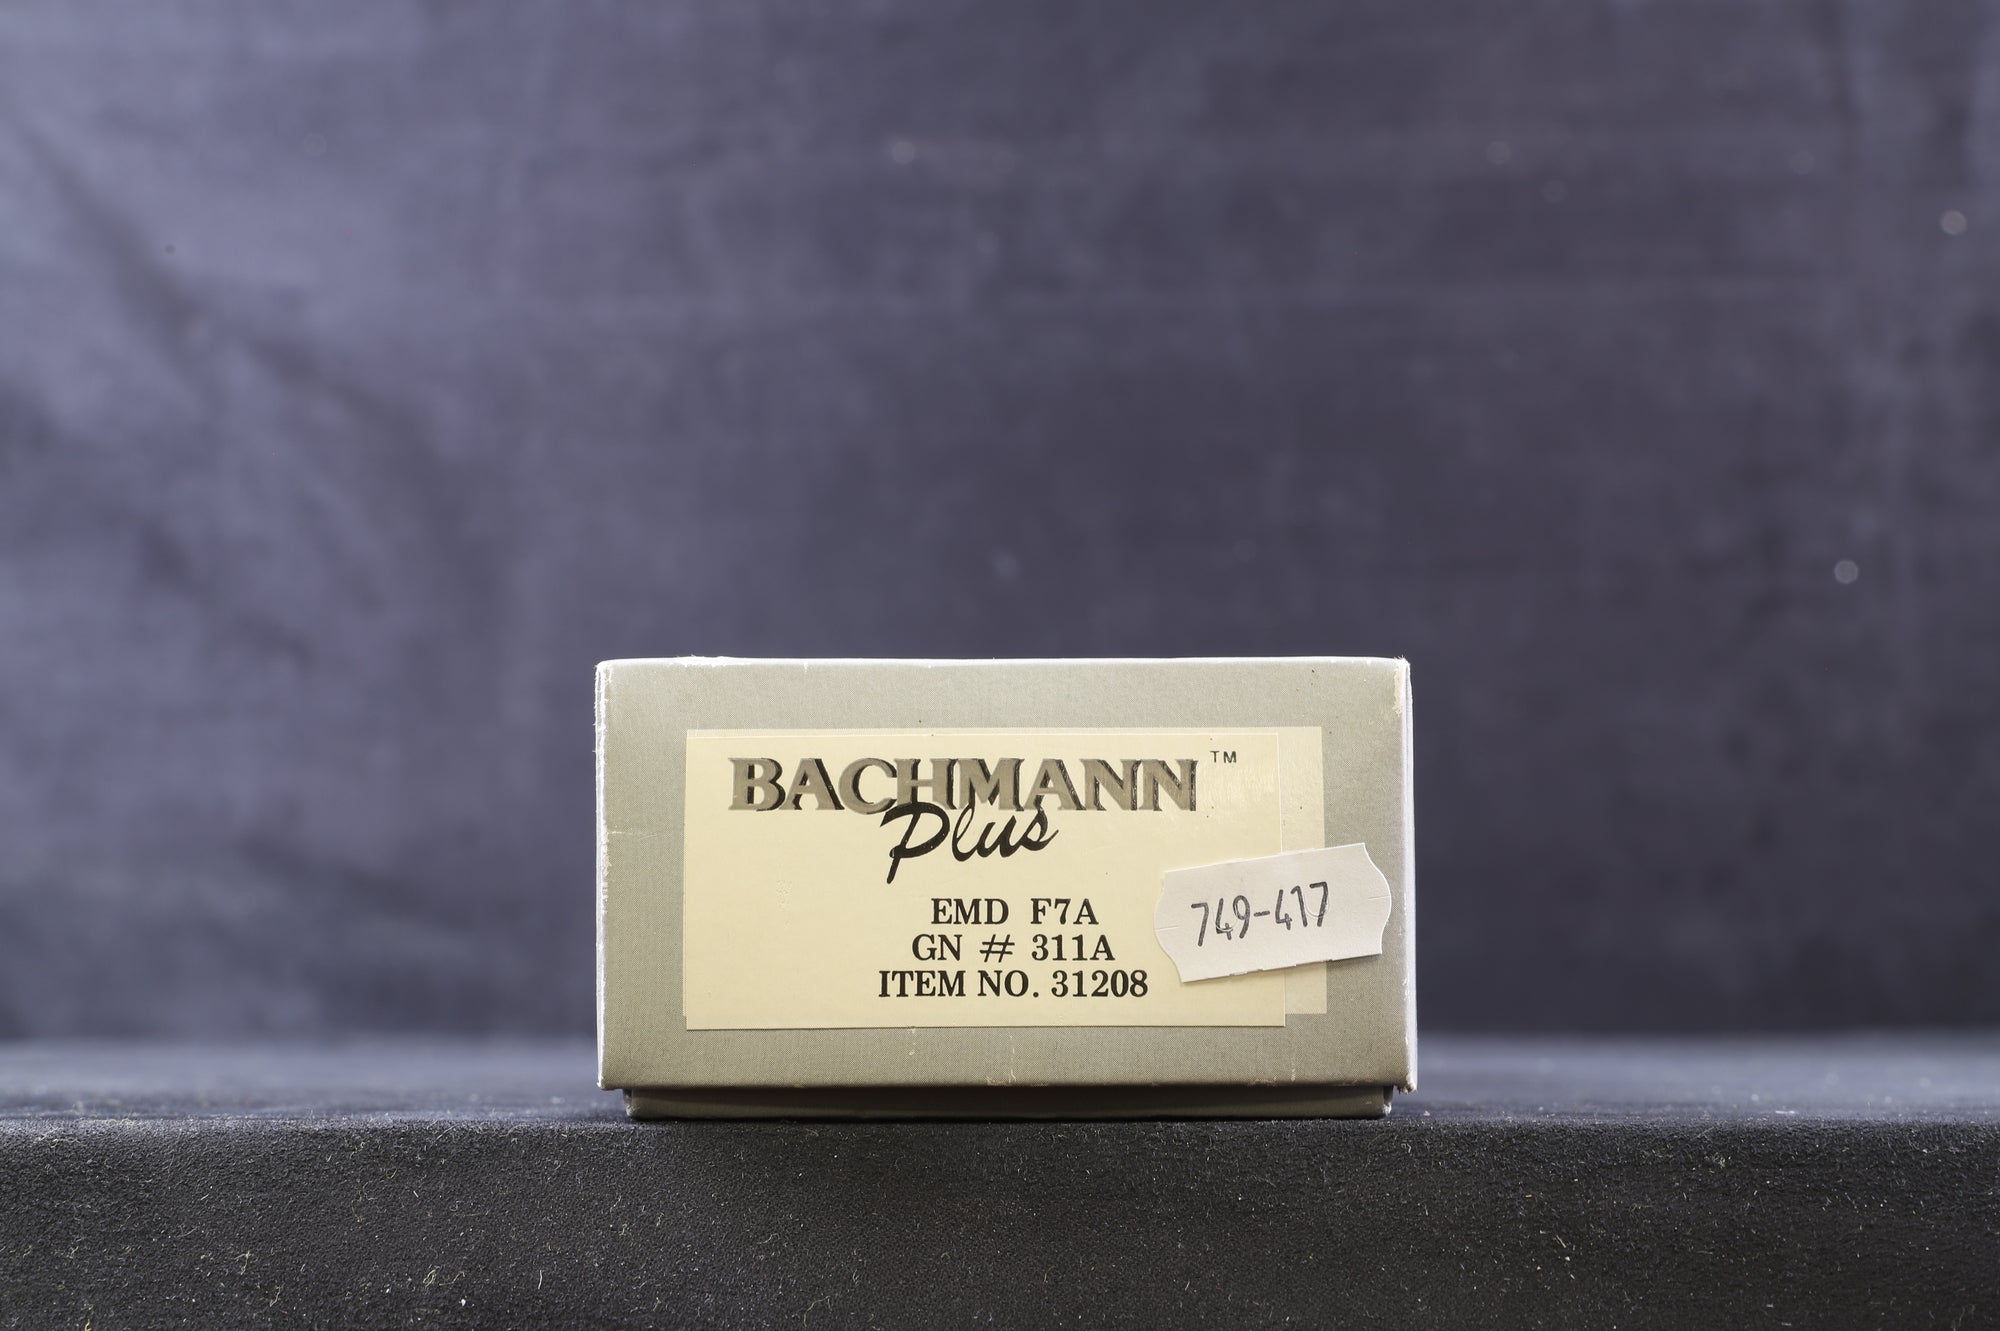 BACHMANN™
Plus
EMD F7A
GN # 311A
ITEM NO. 31208
749-417